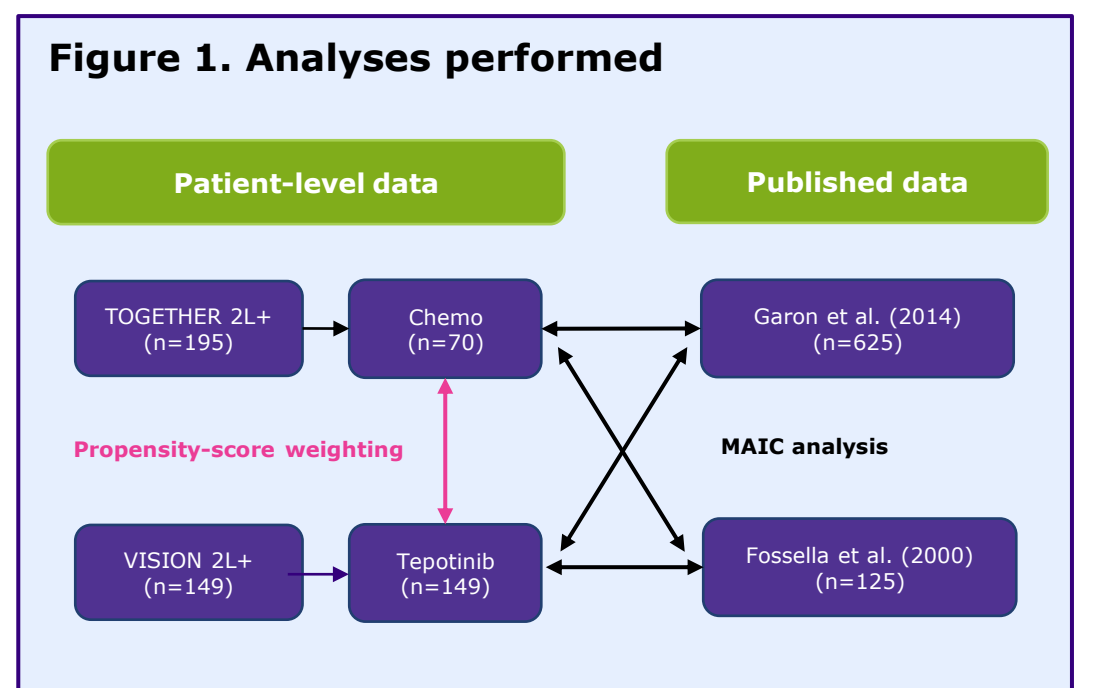 Figure 1. Analyses performed
Patient-level data
Published data
TOGETHER 2L+
(n=195)
Chemo
(n=70)
Garon et al. (2014)
(n=625)
Propensity-score weighting
MAIC analysis
VISION 2L+
(n=149)
Tepotinib
(n=149)
Fossella et al. (2000)
(n=125)